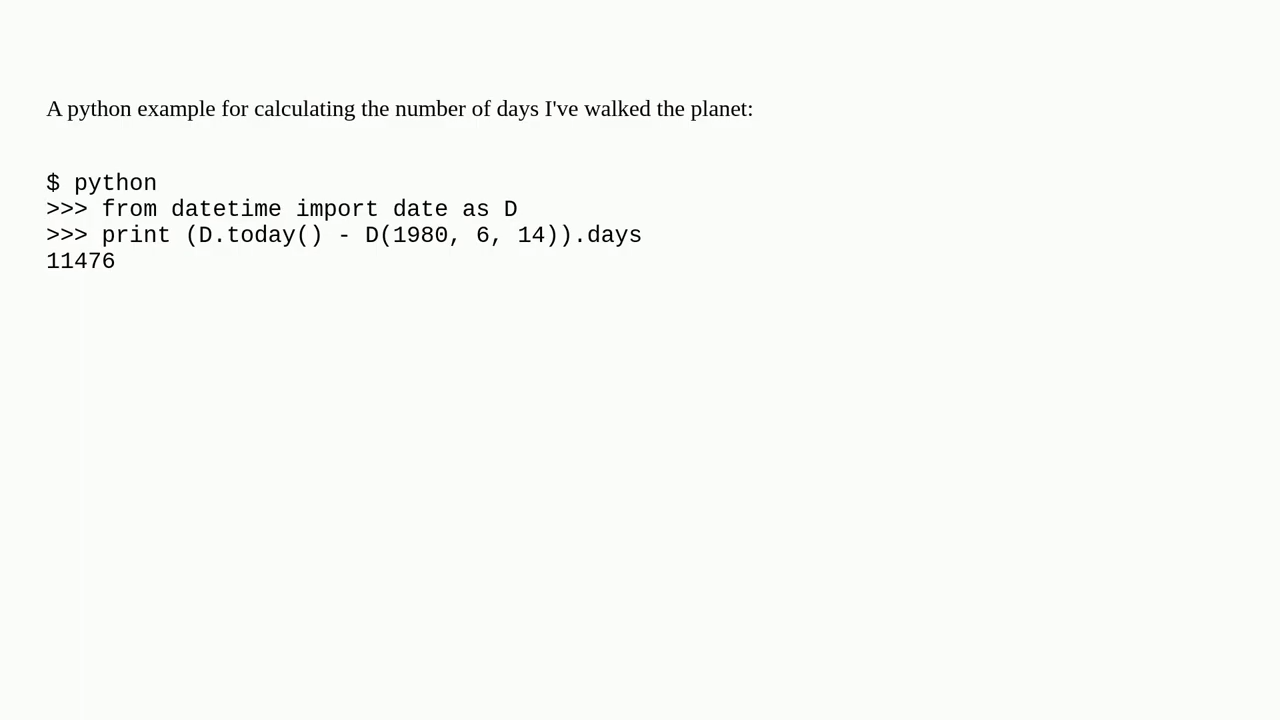 A python example for calculating the number of days I've walked the planet:
$ python
>>> from datetime import date as D
>>> print (D.today() - D(1980, 6, 14)).days
11476